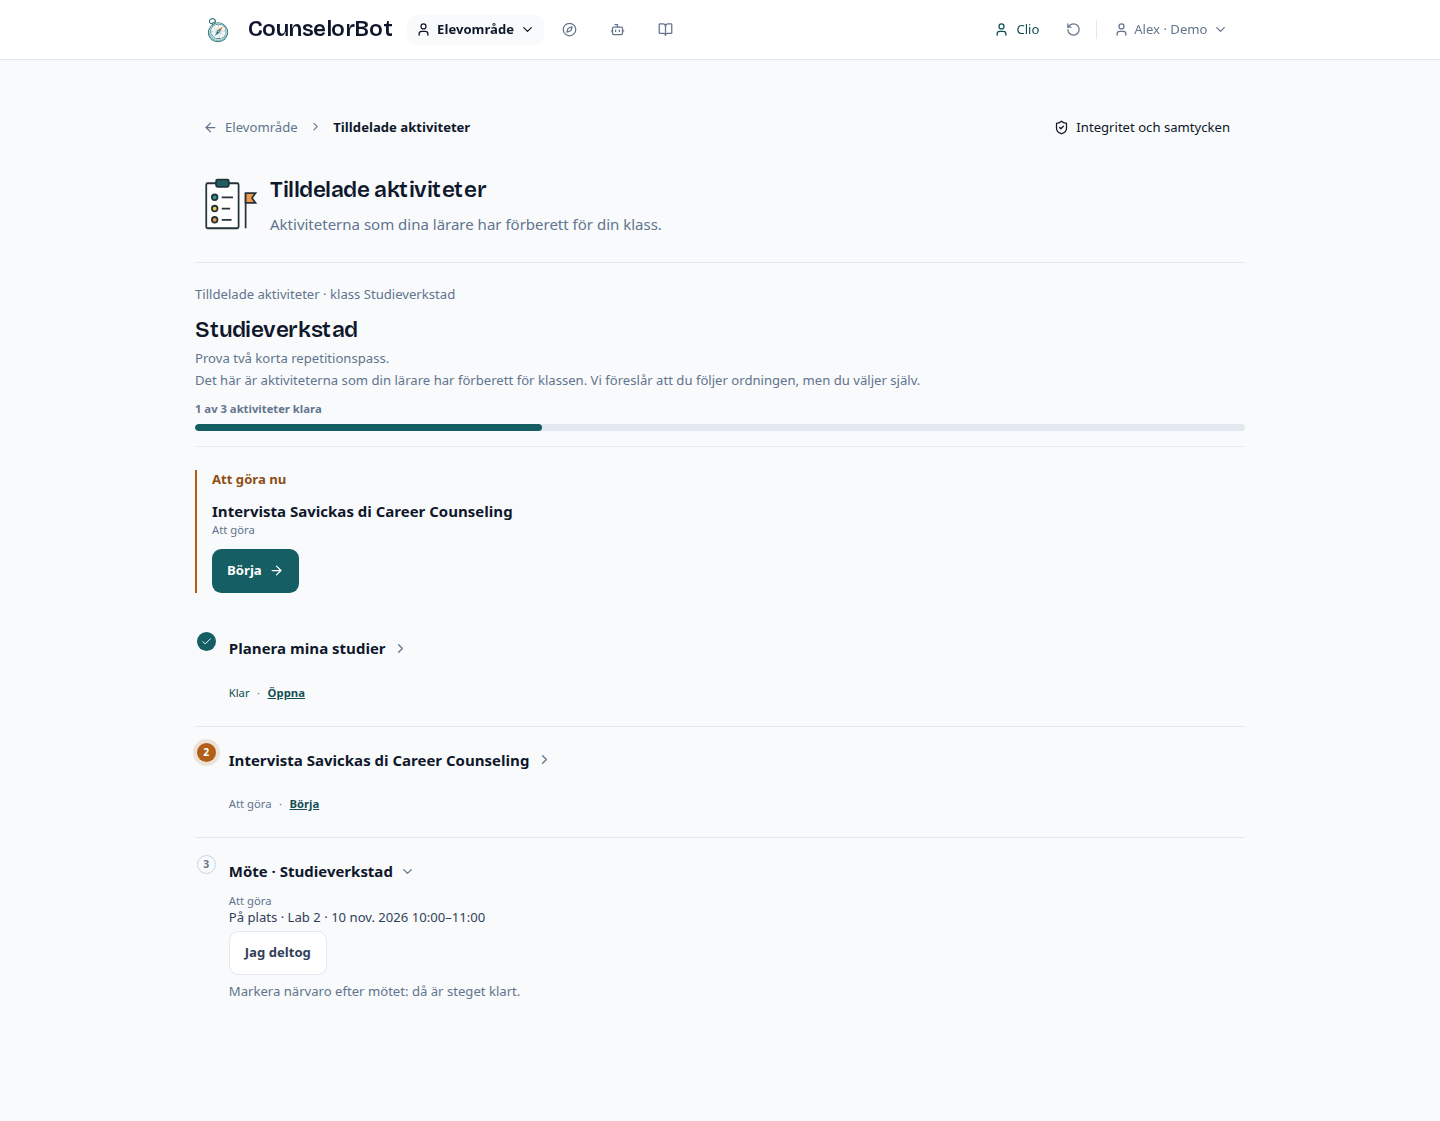 CounselorBot
Elevområde
Clio
Alex · Demo
Elevområde
Tilldelade aktiviteter
Integritet och samtycken
Tilldelade aktiviteter
Aktiviteterna som dina lärare har förberett för din klass.
Tilldelade aktiviteter · klass Studieverkstad
Studieverkstad
Prova två korta repetitionspass.
Det här är aktiviteterna som din lärare har förberett för klassen. Vi föreslår att du följer ordningen, men du väljer själv.
1 av 3 aktiviteter klara
Att göra nu
Intervista Savickas di Career Counseling
Att göra
Börja
Planera mina studier
Klar · Öppna
2
Intervista Savickas di Career Counseling
Att göra · Börja
3
Möte · Studieverkstad
Att göra
På plats · Lab 2 · 10 nov. 2026 10:00–11:00
Jag deltog
Markera närvaro efter mötet: då är steget klart.